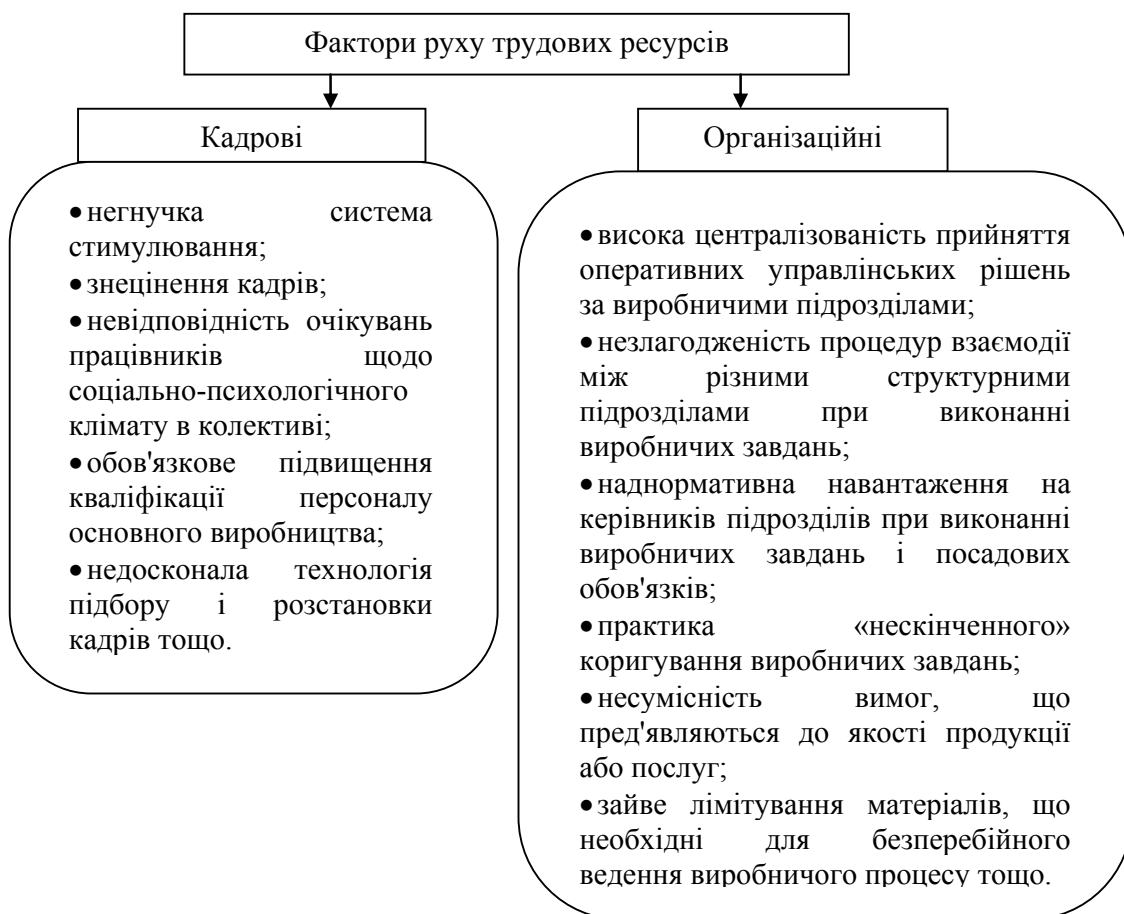 Фактори руху трудових ресурсів
Кадрові
• негнучка система
стимулювання;
• знецінення кадрів;
• невідповідність очікувань
працівників щодо
соціально-психологічного
клімату в колективі;
• обов'язкове підвищення
кваліфікації персоналу
основного виробництва;
• недосконала технологія
підбору і розстановки
кадрів тощо.
Організаційні
• висока централізованість прийняття
оперативних управлінських рішень
за виробничими підрозділами;
• незлагодженість процедур взаємодії
між різними структурними
підрозділами при виконанні
виробничих завдань;
• наднормативна навантаження на
керівників підрозділів при виконанні
виробничих завдань і посадових
обов'язків;
• практика «нескінченного»
коригування виробничих завдань;
• несумісність вимог, що
пред'являються до якості продукції
або послуг;
• зайве лімітування матеріалів, що
необхідні для безперебійного
ведення виробничого процесу тощо.